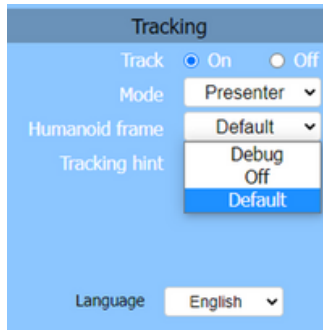 Tracking
Track On Off
Mode Presenter
Humanoid frame Default
Debug
Tracking hint Off
Default
Language English